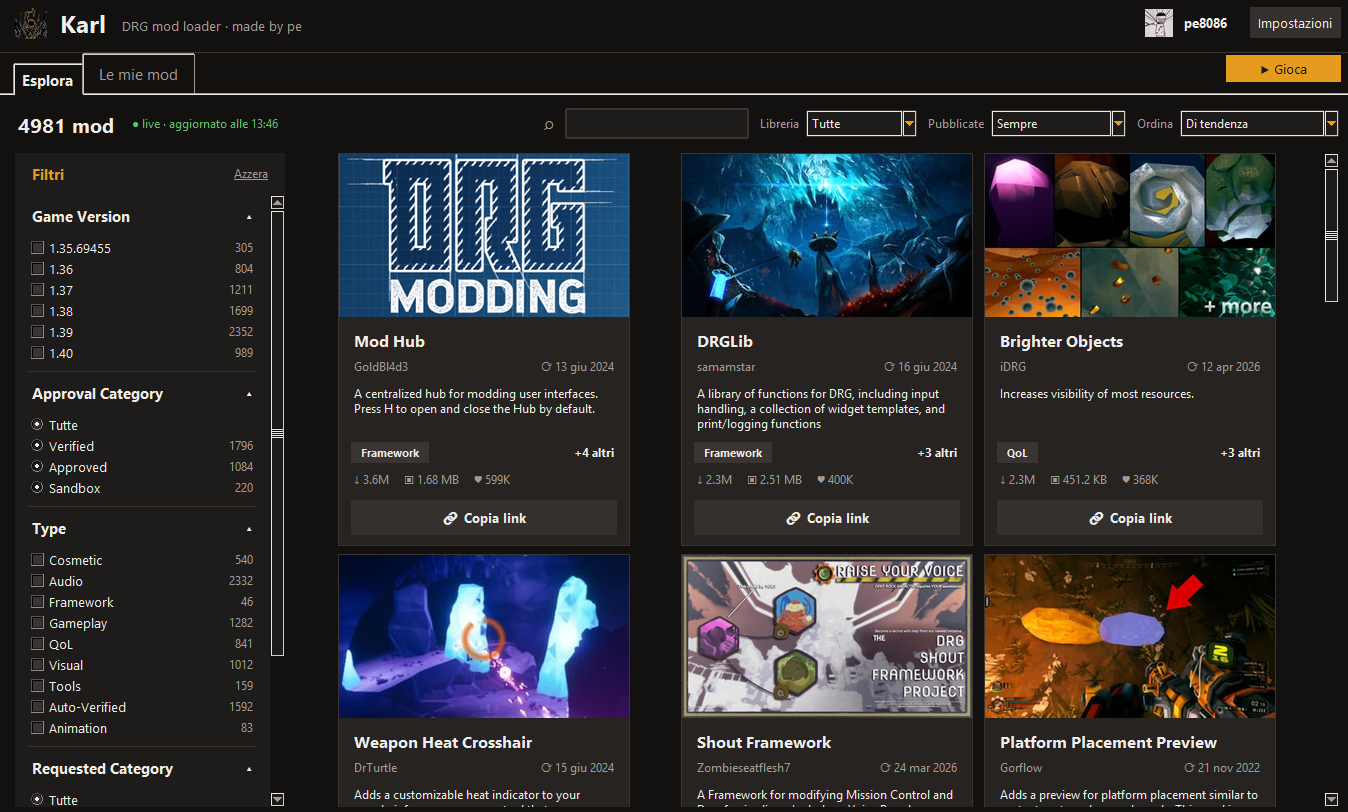 Karl
DRG mod loader · made by pe
pe8086
Impostazioni
Esplora
Le mie mod
► Gioca
4981 mod
● live · aggiornato alle 13:46
Libreria
Tutte
Pubblicate
Sempre
Ordina
Di tendenza
Filtri
Azzera
Game Version
1.35.69455 305
1.36 804
1.37 1211
1.38 1699
1.39 2352
1.40 989
Approval Category
Tutte
Verified 1796
Approved 1084
Sandbox 220
Type
Cosmetic 540
Audio 2332
Framework 46
Gameplay 1282
QoL 841
Visual 1012
Tools 159
Auto-Verified 1592
Animation 83
Requested Category
Tutte
DRG
MODDING
Mod Hub
GoldBl4d3 13 giu 2024
A centralized hub for modding user interfaces.
Press H to open and close the Hub by default.
Framework +4 altri
↓ 3.6M 1.68 MB ♥ 599K
Copia link
DRGLib
samamstar 16 giu 2024
A library of functions for DRG, including input
handling, a collection of widget templates, and
print/logging functions
Framework +3 altri
↓ 2.3M 2.51 MB ♥ 400K
Copia link
+ more
Brighter Objects
iDRG 12 apr 2026
Increases visibility of most resources.
QoL +3 altri
↓ 2.3M 451.2 KB ♥ 368K
Copia link
Weapon Heat Crosshair
DrTurtle 15 giu 2024
Adds a customizable heat indicator to your
RAISE YOUR VOICE
THE
DRG
SHOUT
FRAMEWORK
PROJECT
Shout Framework
Zombieseatflesh7 24 mar 2026
A Framework for modifying Mission Control and
Platform Placement Preview
Gorflow 21 nov 2022
Adds a preview for platform placement similar to